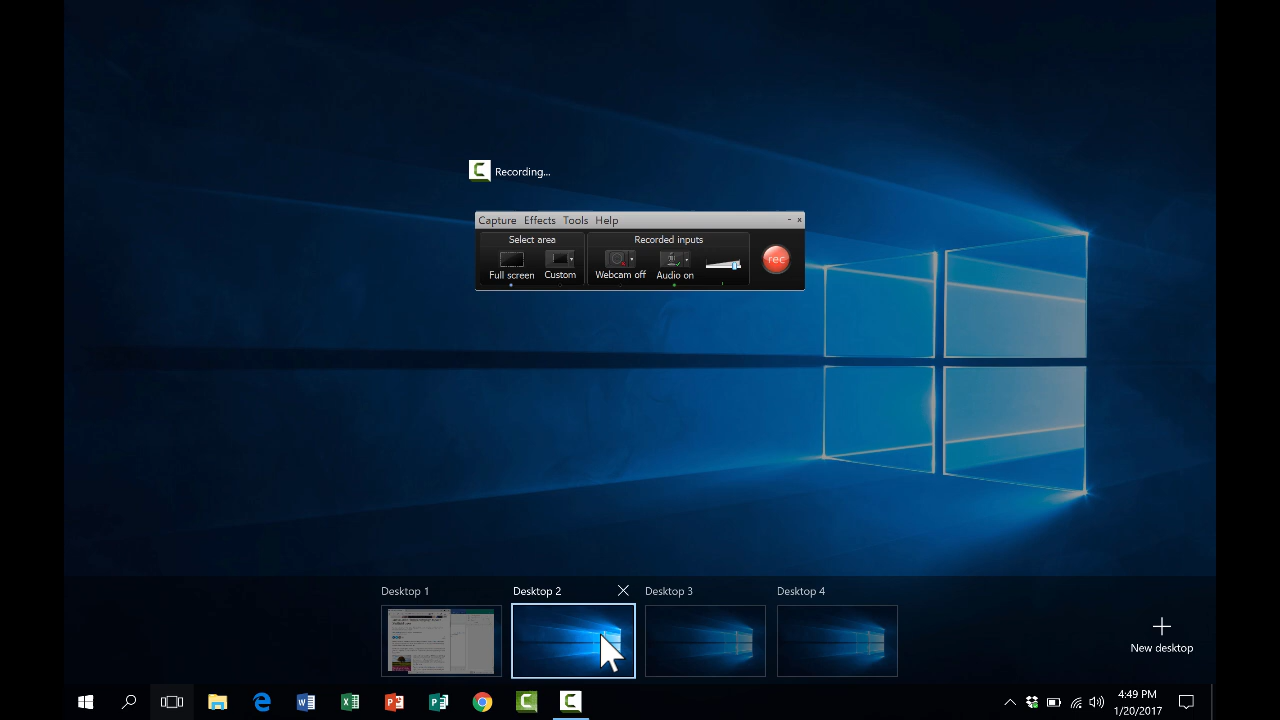 Recording...
Capture Effects Tools Help
Select area
Recorded inputs
Full screen
Custom
Webcam off
Audio on
rec
Desktop 1
Desktop 2
Desktop 3
Desktop 4
New desktop
4:49 PM
1/20/2017